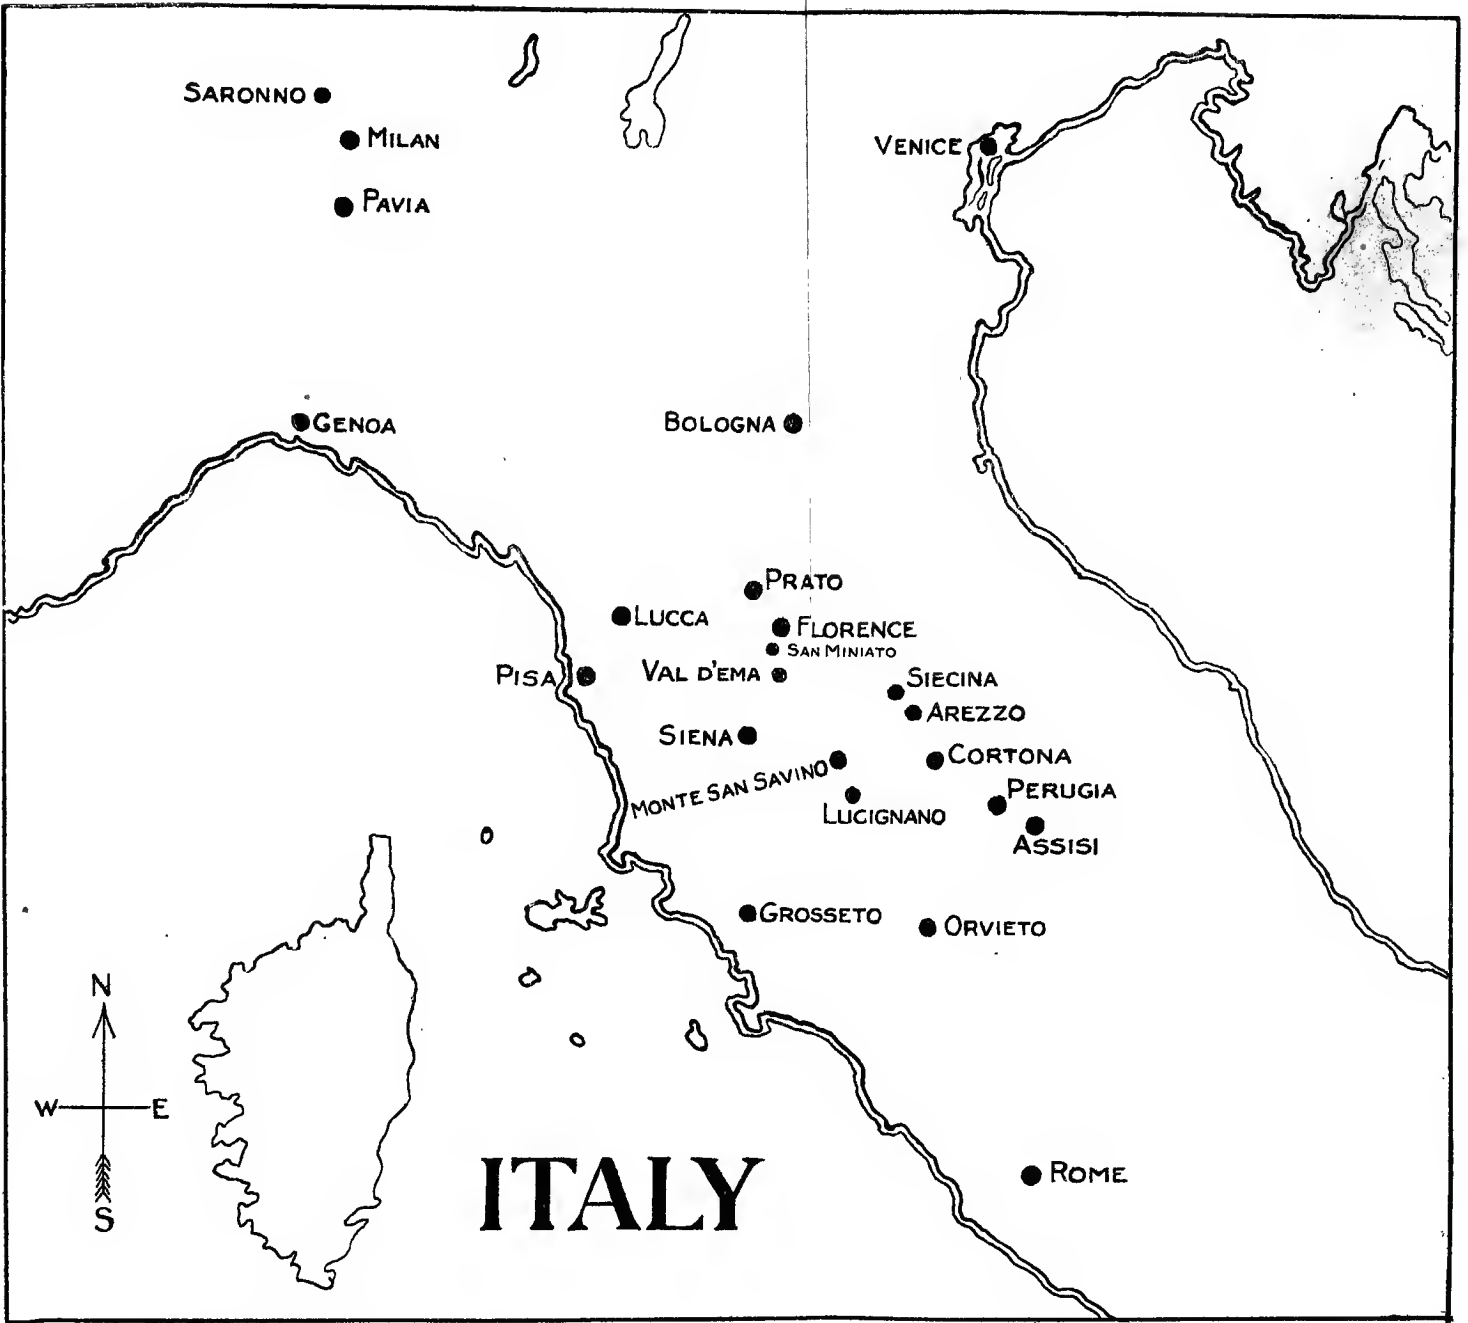 SARONNO
MILAN
VENICE
PAVIA
GENOA
BOLOGNA
PRATO
LUCCA
FLORENCE
SAN MINIATO
PISA
VAL D'EMA
SIECINA
AREZZO
SIENA
CORTONA
MONTE SAN SAVINO
PERUGIA
LUCIGNANO
ASSISI
GROSSETO
ORVIETO
N
W E
S
ITALY
ROME